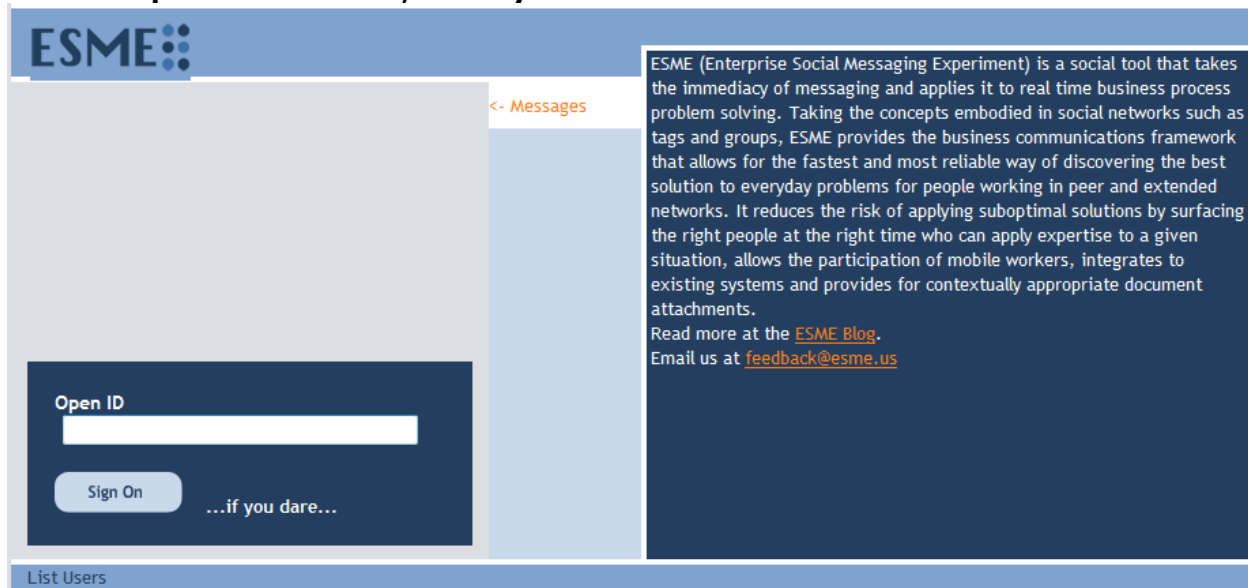 ESME
<- Messages
ESME (Enterprise Social Messaging Experiment) is a social tool that takes
the immediacy of messaging and applies it to real time business process
problem solving. Taking the concepts embodied in social networks such as
tags and groups, ESME provides the business communications framework
that allows for the fastest and most reliable way of discovering the best
solution to everyday problems for people working in peer and extended
networks. It reduces the risk of applying suboptimal solutions by surfacing
the right people at the right time who can apply expertise to a given
situation, allows the participation of mobile workers, integrates to
existing systems and provides for contextually appropriate document
attachments.
Read more at the ESME Blog.
Email us at feedback@esme.us
Open ID
Sign On
...if you dare...
List Users